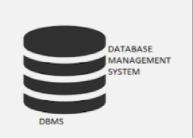 DATABASE
MANAGEMENT
SYSTEM
DBMS